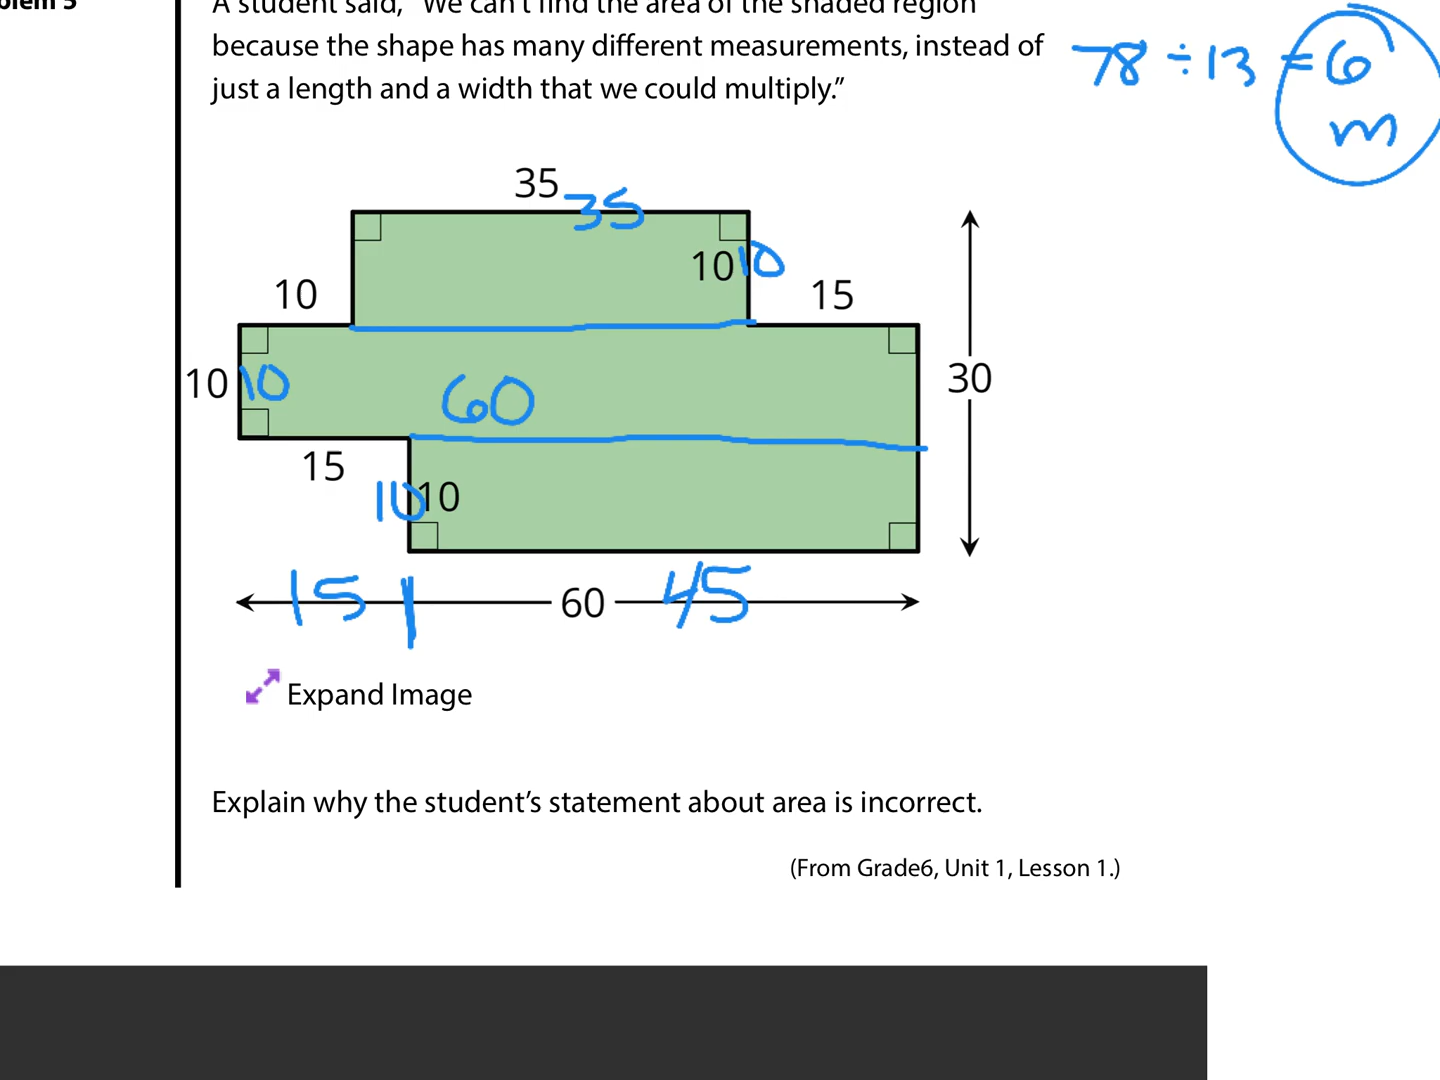 blem 5
A student said, "We can't find the area of the shaded region
because the shape has many different measurements, instead of
just a length and a width that we could multiply."
78 ÷ 13 = 6
m
35
35
10 10
10
15
10 10
60
30
15
10 10
15
60
45
Expand Image
Explain why the student's statement about area is incorrect.
(From Grade6, Unit 1, Lesson 1.)